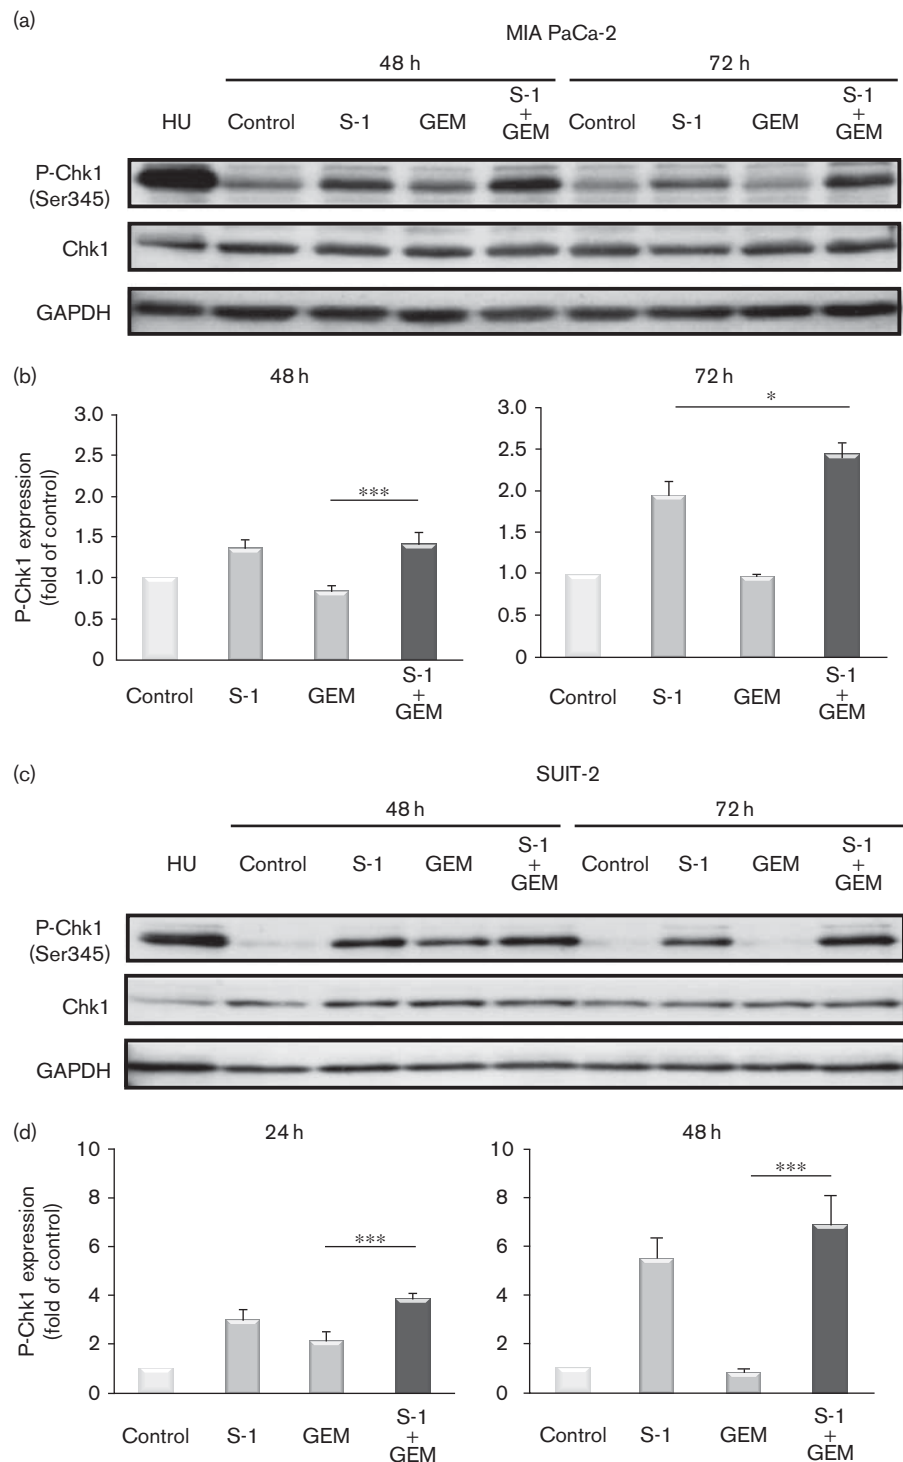 (a)
MIA PaCa-2
48 h
72 h
HU Control S-1 GEM S-1 + GEM Control S-1 GEM S-1 + GEM
P-Chk1 (Ser345)
Chk1
GAPDH
(b)
48 h
P-Chk1 expression (fold of control)
3.0
2.5
2.0
1.5
1.0
0.5
0
***
Control S-1 GEM S-1 + GEM
72 h
3.0
2.5
2.0
1.5
1.0
0.5
0
*
Control S-1 GEM S-1 + GEM
(c)
SUIT-2
48 h
72 h
HU Control S-1 GEM S-1 + GEM Control S-1 GEM S-1 + GEM
P-Chk1 (Ser345)
Chk1
GAPDH
(d)
24 h
P-Chk1 expression (fold of control)
10
8
6
4
2
0
***
Control S-1 GEM S-1 + GEM
48 h
10
8
6
4
2
0
***
Control S-1 GEM S-1 + GEM